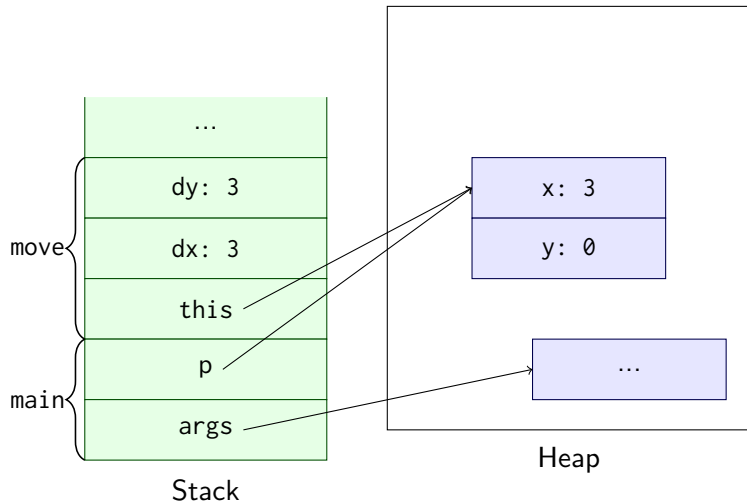 ...
dy: 3
dx: 3
this
p
args
move
main
Stack
x: 3
y: 0
...
Heap